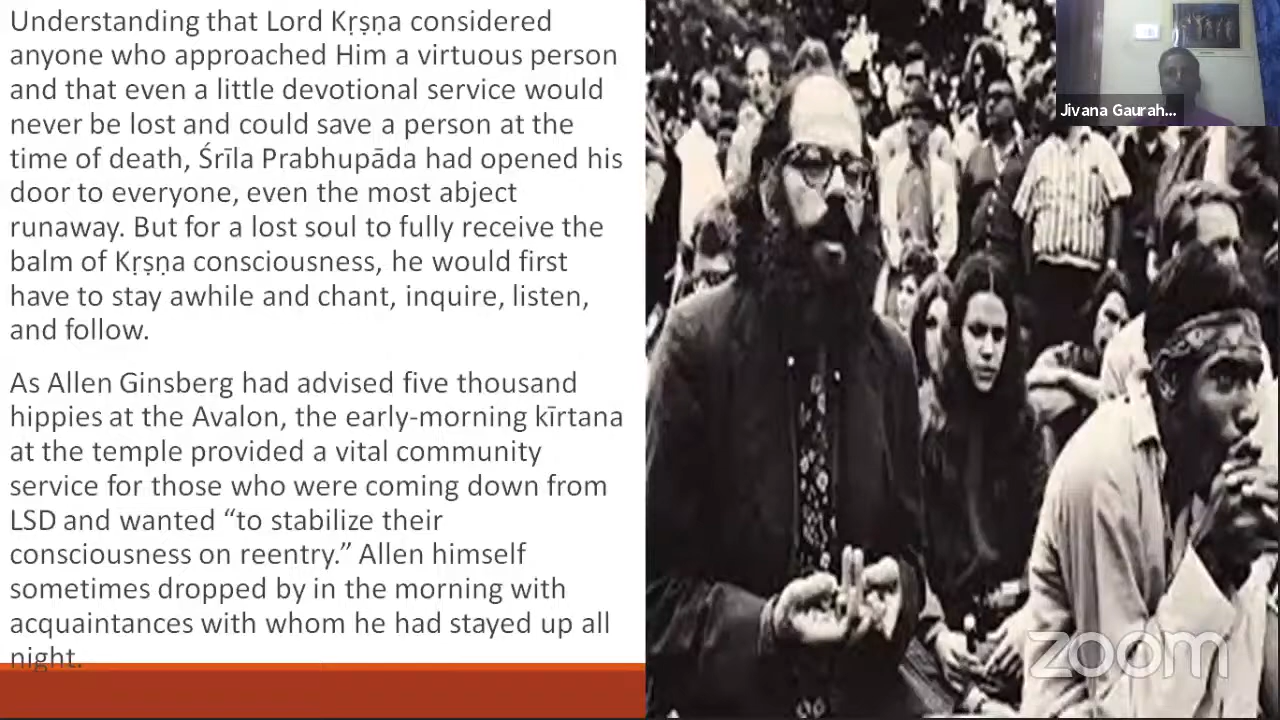 Understanding that Lord Kṛṣṇa considered
anyone who approached Him a virtuous person
and that even a little devotional service would
never be lost and could save a person at the
time of death, Śrīla Prabhupāda had opened his
door to everyone, even the most abject
runaway. But for a lost soul to fully receive the
balm of Kṛṣṇa consciousness, he would first
have to stay awhile and chant, inquire, listen,
and follow.
As Allen Ginsberg had advised five thousand
hippies at the Avalon, the early-morning kīrtana
at the temple provided a vital community
service for those who were coming down from
LSD and wanted “to stabilize their
consciousness on reentry.” Allen himself
sometimes dropped by in the morning with
acquaintances with whom he had stayed up all
night.
Jivana Gaurah...
zoom